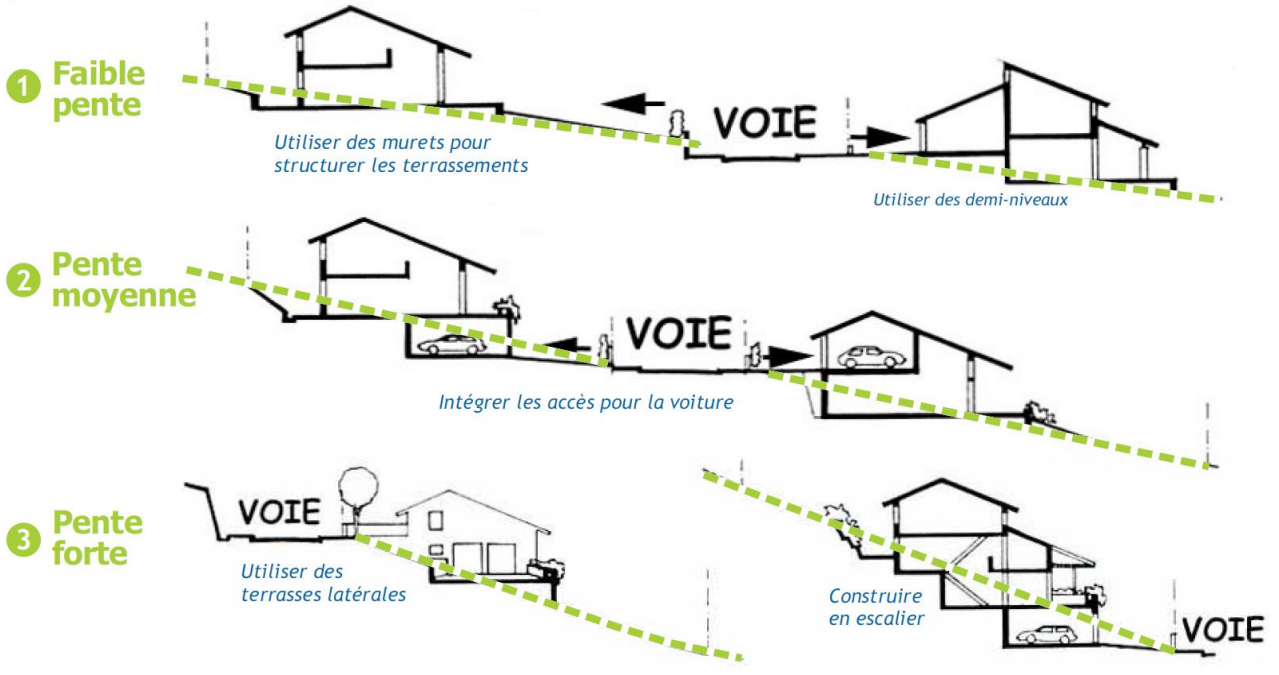 1 Faible
pente
VOIE
Utiliser des murets pour
structurer les terrassements
Utiliser des demi-niveaux
2 Pente
moyenne
VOIE
Intégrer les accès pour la voiture
3 Pente
forte
VOIE
Utiliser des
terrasses latérales
Construire
en escalier
VOIE